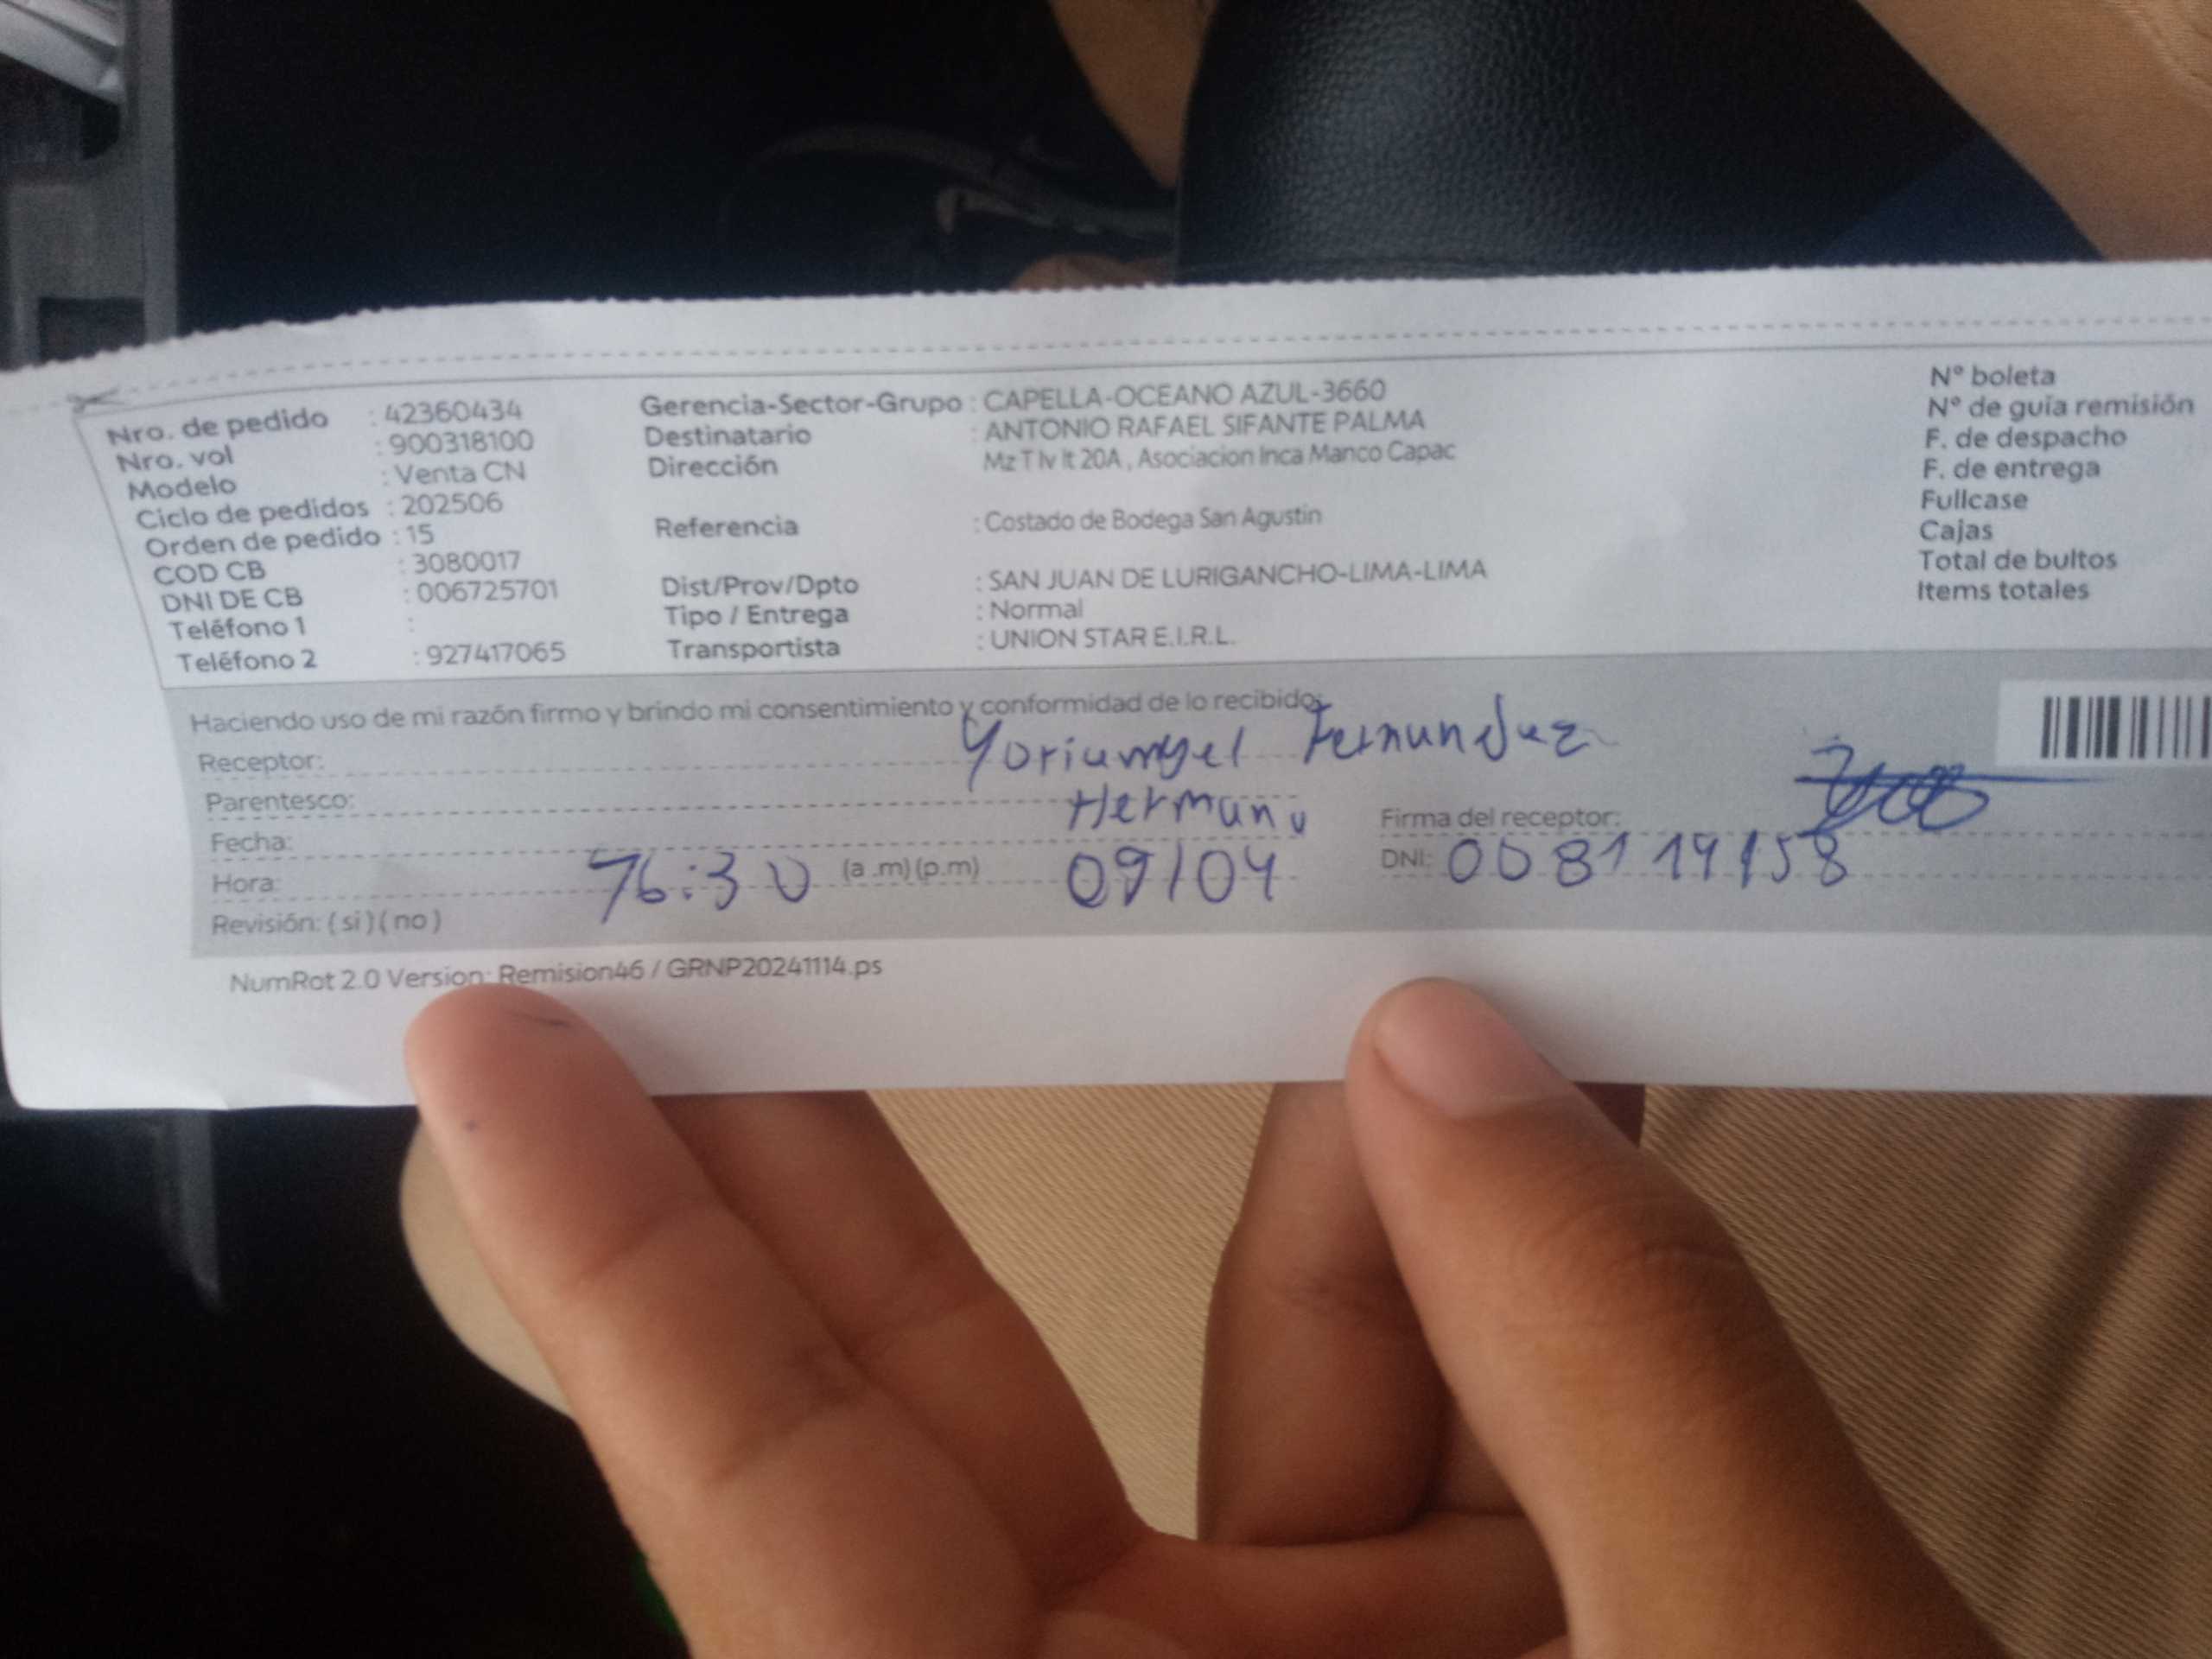 Nro. de pedido : 42360434
Nro. vol : 900318100
Modelo : Venta CN
Ciclo de pedidos : 202506
Orden de pedido : 15
COD CB : 3080017
DNI DE CB : 006725701
Teléfono 1 :
Teléfono 2 : 927417065
Gerencia-Sector-Grupo : CAPELLA-OCEANO AZUL-3660
Destinatario : ANTONIO RAFAEL SIFANTE PALMA
Dirección Mz T lv lt 20A , Asociacion Inca Manco Capac
Referencia : Costado de Bodega San Agustin
Dist/Prov/Dpto : SAN JUAN DE LURIGANCHO-LIMA-LIMA
Tipo / Entrega : Normal
Transportista : UNION STAR E.I.R.L.
Nº boleta
Nº de guía remisión
F. de despacho
F. de entrega
Fullcase
Cajas
Total de bultos
Items totales
Haciendo uso de mi razón firmo y brindo mi consentimiento y conformidad de lo recibido:
Receptor: Yoriangel Fernandez
Parentesco: Hermano
Fecha: 09/04
Hora: 16:30 (a .m) (p.m)
Revisión: ( si ) ( no )
Firma del receptor:
DNI: 008119158
NumRot 2.0 Version: Remision46 / GRNP20241114.ps